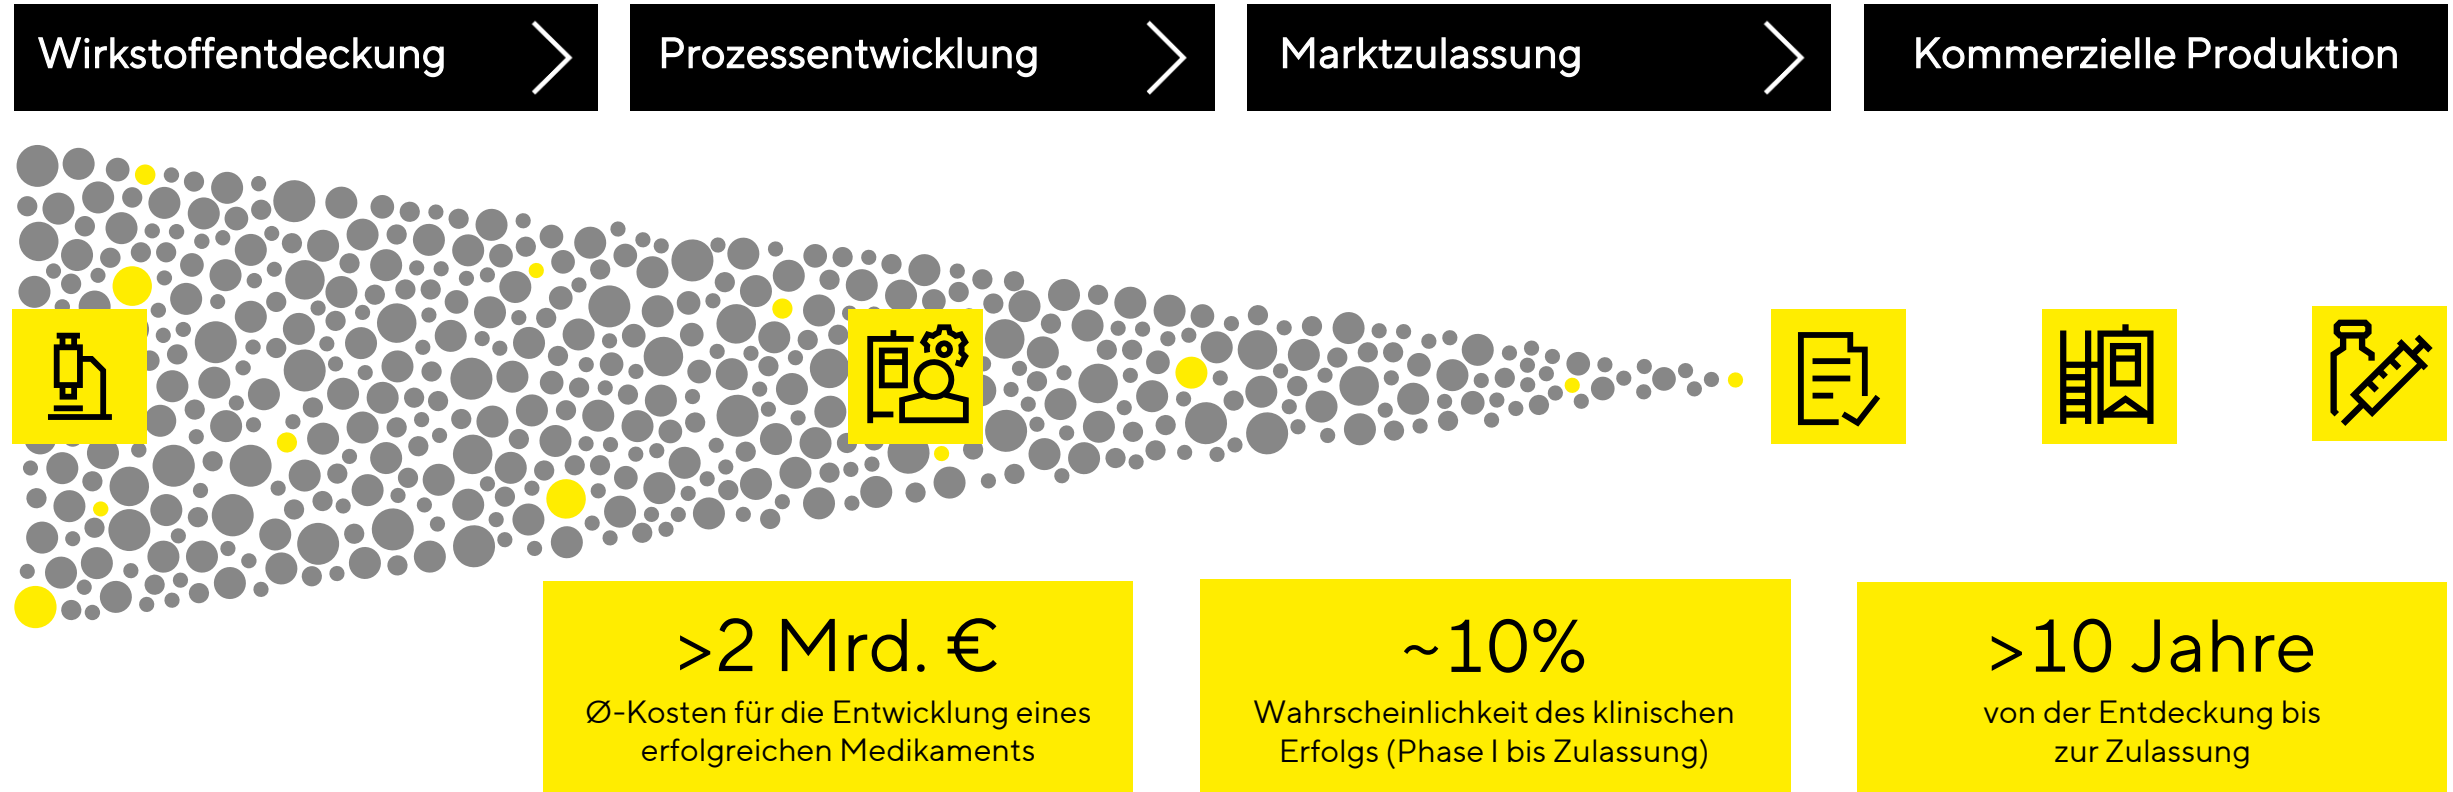 Wirkstoffentdeckung
Prozessentwicklung
Marktzulassung
Kommerzielle Produktion
>2 Mrd. €
Ø-Kosten für die Entwicklung eines
erfolgreichen Medikaments
~10%
Wahrscheinlichkeit des klinischen
Erfolgs (Phase I bis Zulassung)
>10 Jahre
von der Entdeckung bis
zur Zulassung